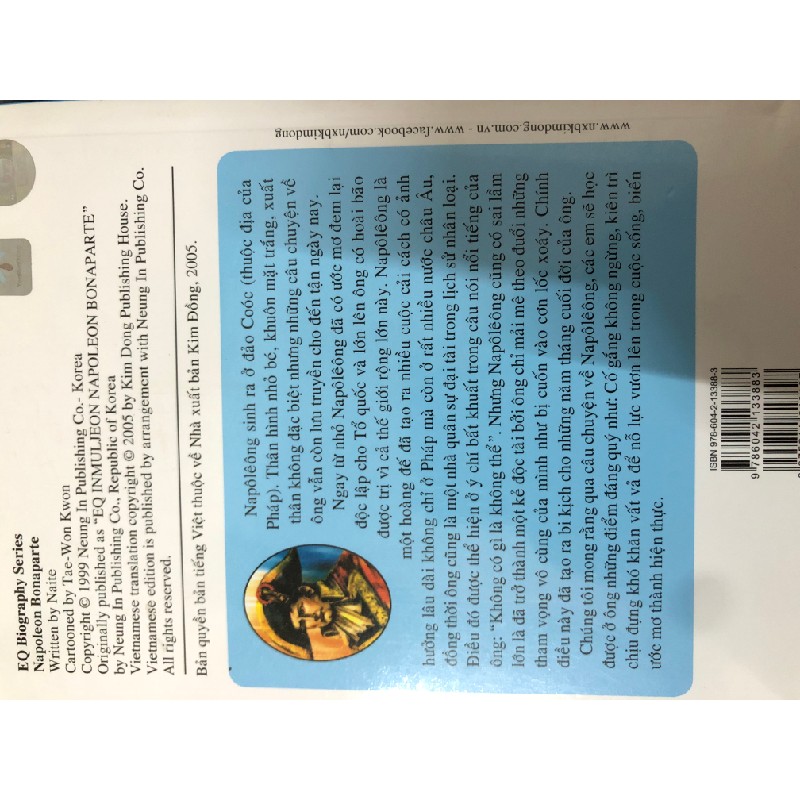 EQ Biography Series
Napoleon Bonaparte
Written by Naite
Cartooned by Tae-Won Kwon
Copyright © 1999 Neung In Publishing Co.- Korea
Originally published as “EQ INMULJEON NAPOLEON BONAPARTE”
by Neung In Publishing Co., Republic of Korea
Vietnamese translation copyright © 2005 by Kim Dong Publishing House.
Vietnamese edition is published by arrangement with Neung In Publishing Co.
All rights reserved.
Bản quyền bản tiếng Việt thuộc về Nhà xuất bản Kim Đồng, 2005.
Napôlêông sinh ra ở đảo Coóc (thuộc địa của
Pháp). Thân hình nhỏ bé, khuôn mặt trắng, xuất
thân không đặc biệt nhưng những câu chuyện về
ông vẫn còn lưu truyền cho đến tận ngày nay.
Ngay từ nhỏ Napôlêông đã có ước mơ đem lại
độc lập cho Tổ quốc và lớn lên ông có hoài bão
được trị vì cả thế giới rộng lớn này. Napôlêông là
một hoàng đế đã tạo ra nhiều cuộc cải cách có ảnh
hưởng lâu dài không chỉ ở Pháp mà còn ở rất nhiều nước châu Âu,
đồng thời ông cũng là một nhà quân sự đại tài trong lịch sử nhân loại.
Điều đó được thể hiện ở ý chí bất khuất trong câu nói nổi tiếng của
ông: “Không có gì là không thể”. Nhưng Napôlêông cũng có sai lầm
lớn là đã trở thành một kẻ độc tài bởi ông chỉ mải mê theo đuổi những
tham vọng vô cùng của mình như bị cuốn vào cơn lốc xoáy. Chính
điều này đã tạo ra bi kịch cho những năm tháng cuối đời của ông.
Chúng tôi mong rằng qua câu chuyện về Napôlêông, các em sẽ học
được ở ông những điểm đáng quý như: Cố gắng không ngừng, kiên trì
chịu đựng khó khăn vất vả để nỗ lực vươn lên trong cuộc sống, biến
ước mơ thành hiện thực.
www.nxbkimdong.com.vn - www.facebook.com/nxbkimdong
ISBN 978-604-2-13388-3
9 786042 133883